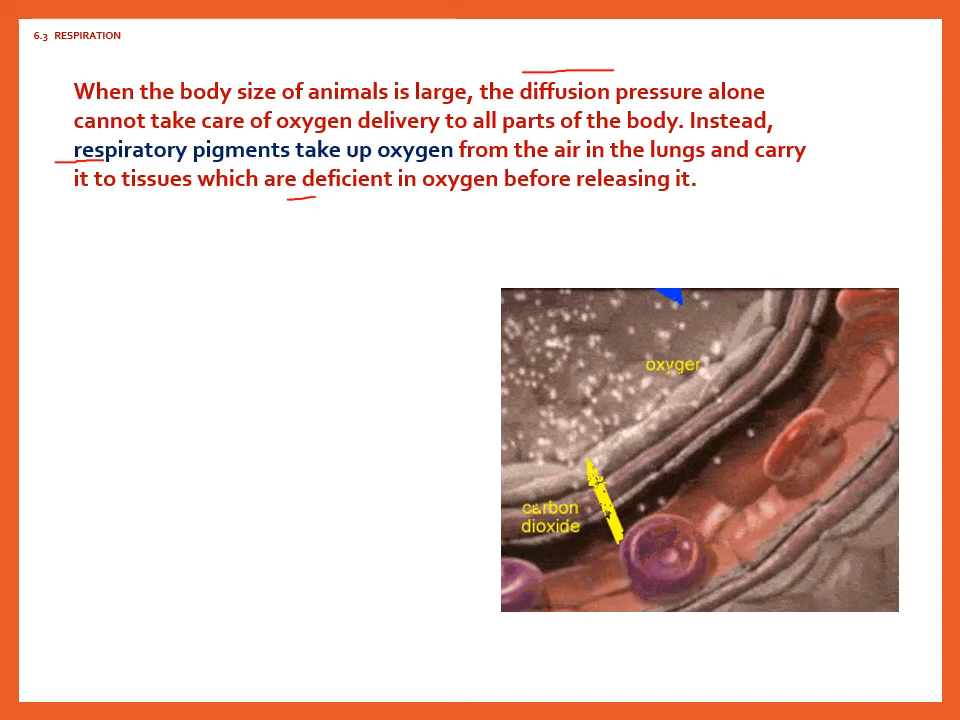 6.3 RESPIRATION
When the body size of animals is large, the diffusion pressure alone
cannot take care of oxygen delivery to all parts of the body. Instead,
respiratory pigments take up oxygen from the air in the lungs and carry
it to tissues which are deficient in oxygen before releasing it.
oxygen
carbon
dioxide